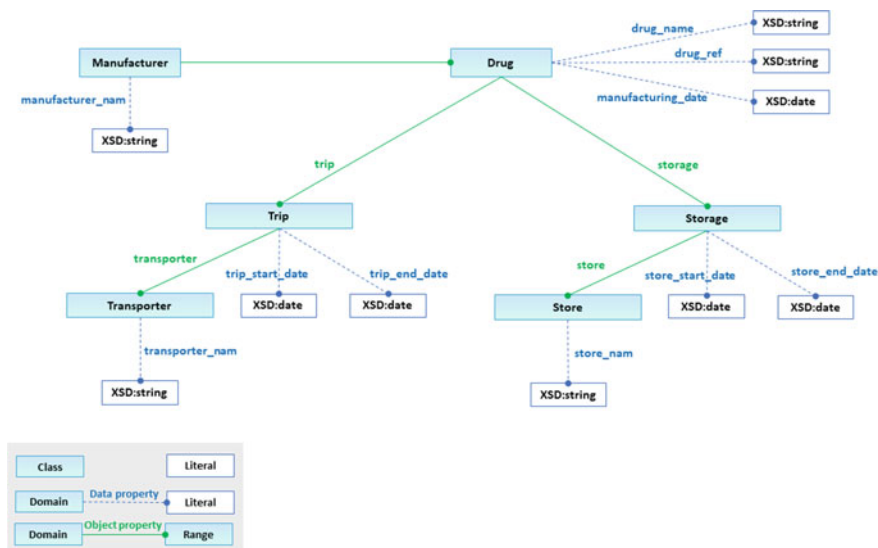 XSD:string
drug_name
drug_ref
Manufacturer
Drug
XSD:string
manufacturer_nam
manufacturing_date
XSD:date
XSD:string
trip
storage
Trip
Storage
transporter
trip_start_date
trip_end_date
store
store_start_date
store_end_date
Transporter
XSD:date
XSD:date
Store
XSD:date
XSD:date
transporter_nam
store_nam
XSD:string
XSD:string
Class
Literal
Domain
Data property
Literal
Object property
Domain
Range